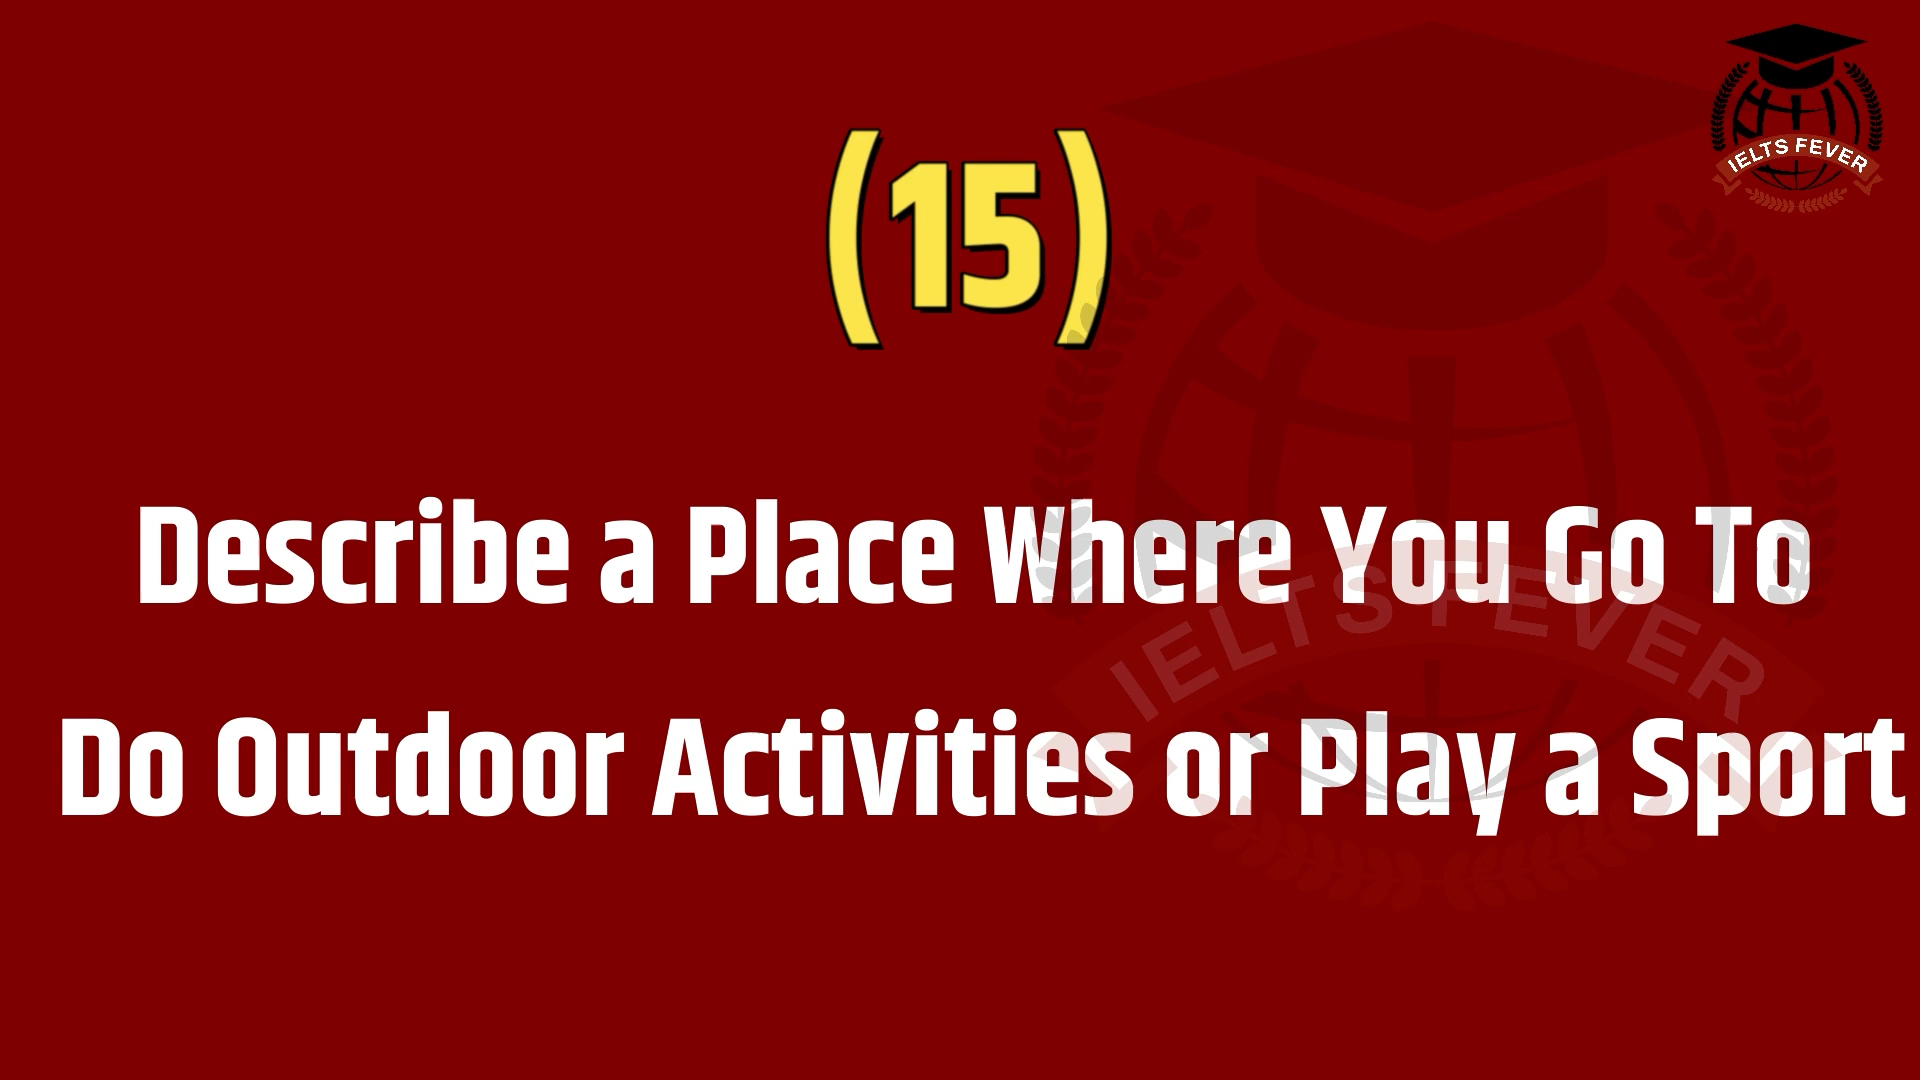 IELTS FEVER
(15)
Describe a Place Where You Go To
IELTS FEVER
Do Outdoor Activities or Play a Sport